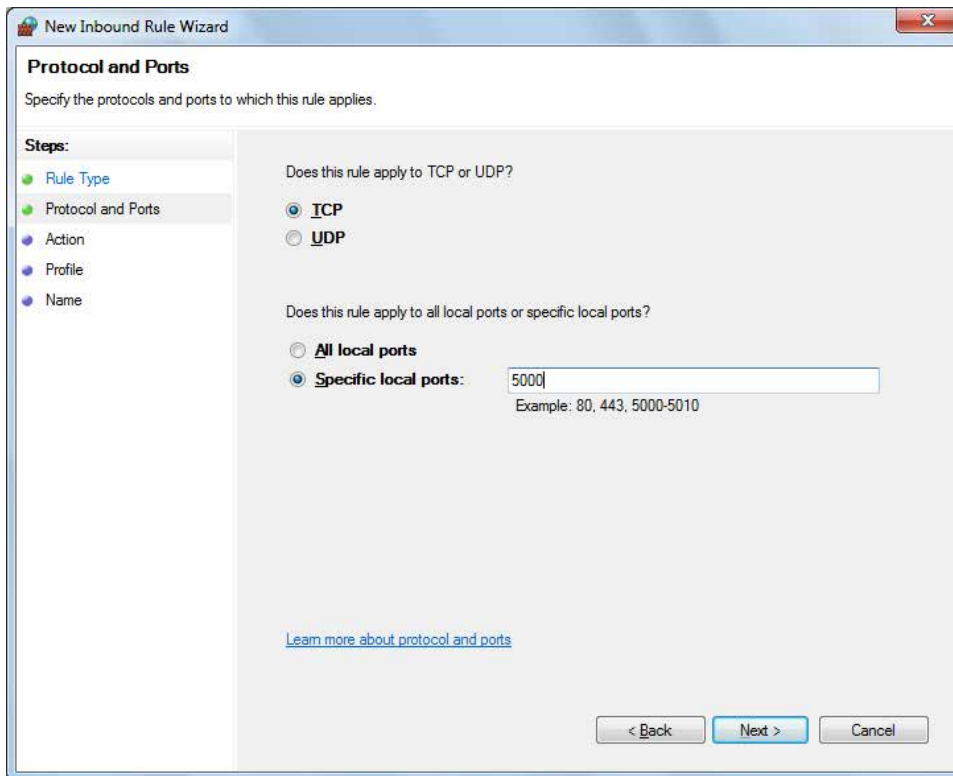 New Inbound Rule Wizard
Protocol and Ports
Specify the protocols and ports to which this rule applies.
Steps:
Rule Type
Protocol and Ports
Action
Profile
Name
Does this rule apply to TCP or UDP?
TCP
UDP
Does this rule apply to all local ports or specific local ports?
All local ports
Specific local ports: 5000
Example: 80, 443, 5000-5010
Learn more about protocol and ports
< Back Next > Cancel